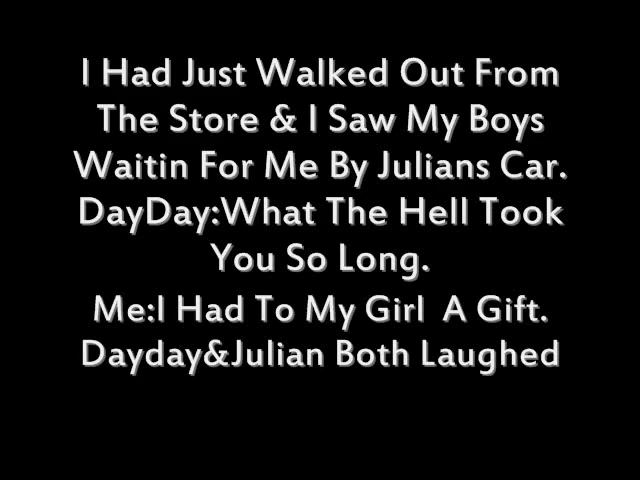 I Had Just Walked Out From
The Store & I Saw My Boys
Waitin For Me By Julians Car.
DayDay:What The Hell Took
You So Long.
Me:I Had To My Girl  A Gift.
Dayday&Julian Both Laughed